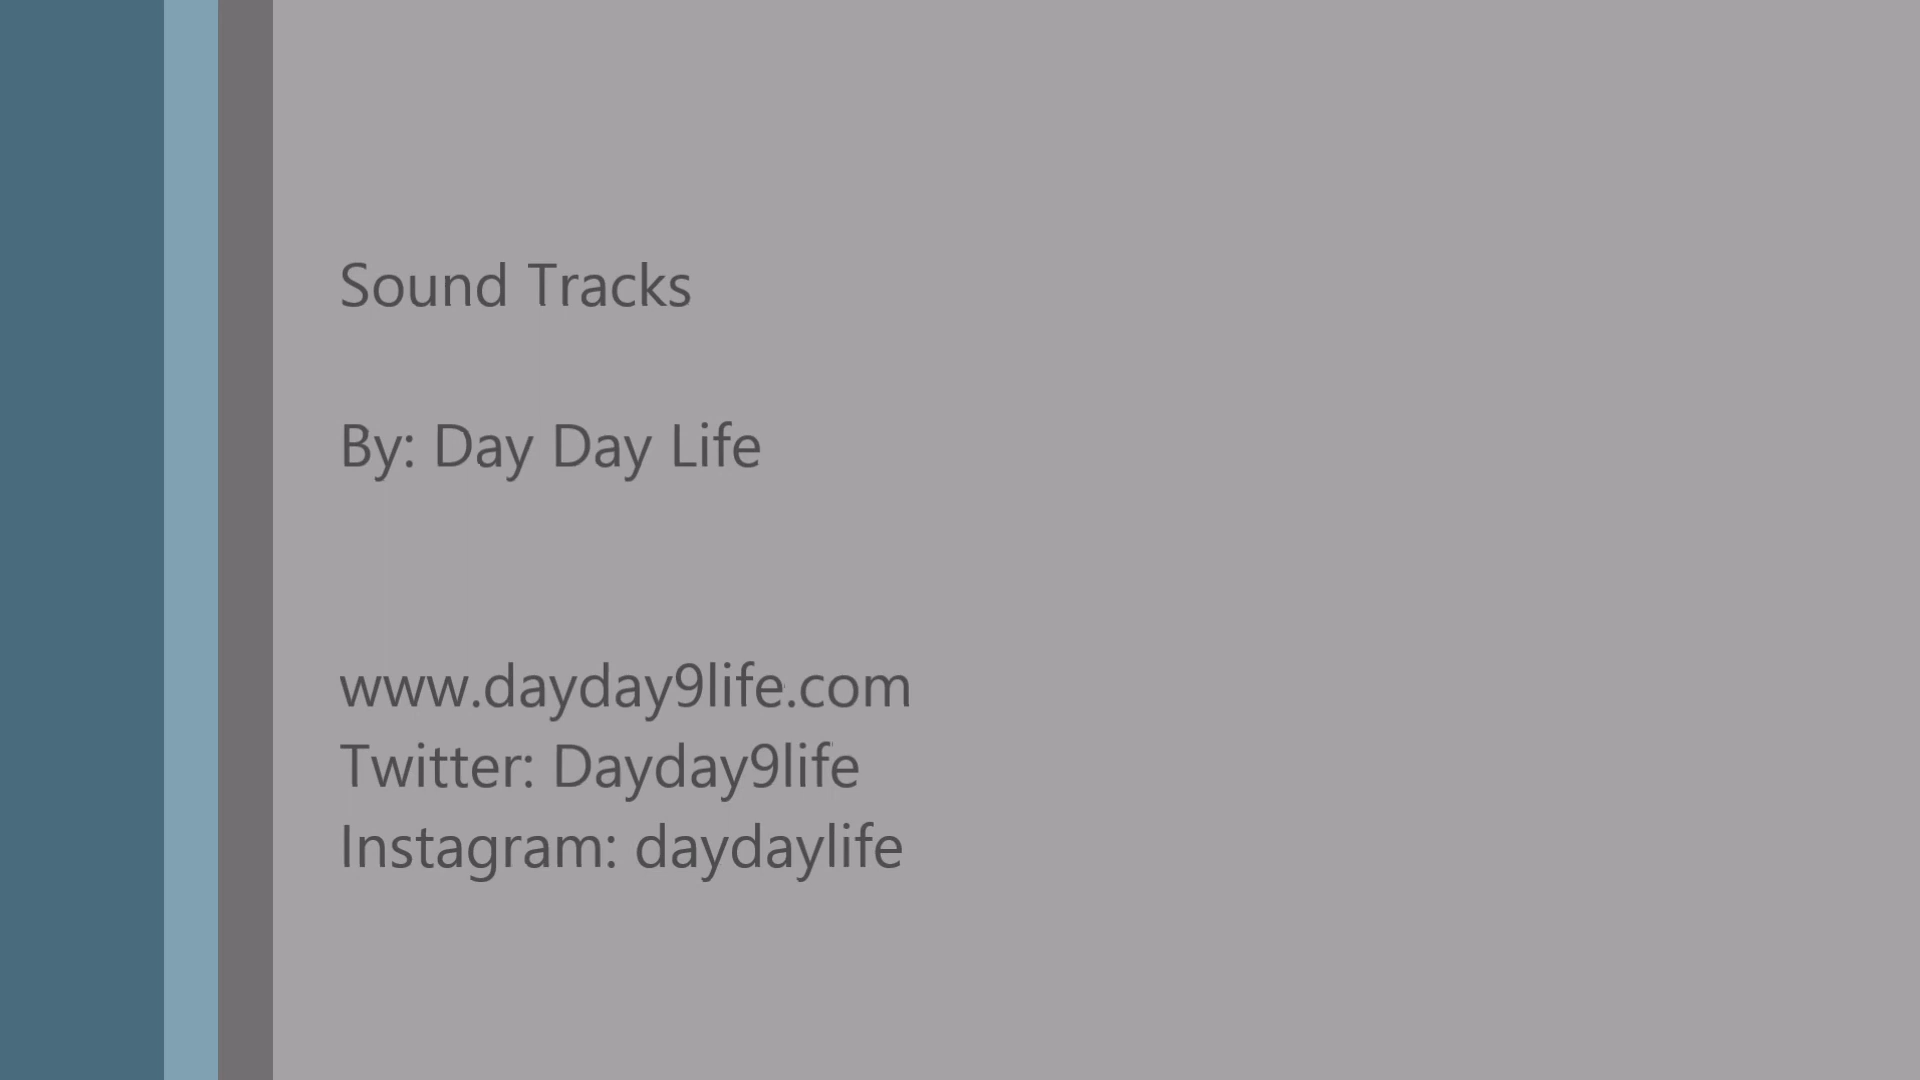 Sound Tracks
By: Day Day Life
www.dayday9life.com
Twitter: Dayday9life
Instagram: daydaylife